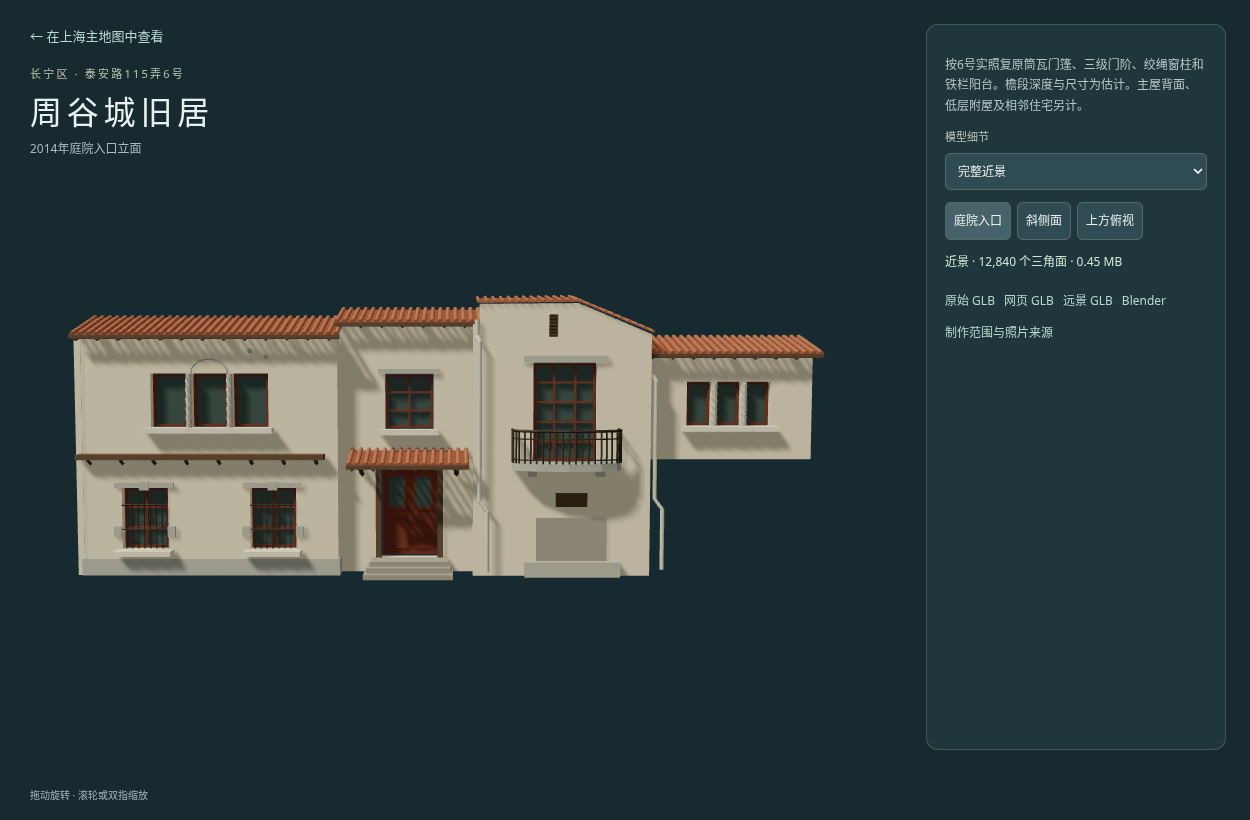 ← 在上海主地图中查看
长宁区 · 泰安路115弄6号
周谷城旧居
2014年庭院入口立面
按6号实照复原筒瓦门篷、三级门阶、绞绳窗柱和
铁栏阳台。檐段深度与尺寸为估计。主屋背面、
低层附屋及相邻住宅另计。
模型细节
完整近景
庭院入口 斜侧面 上方俯视
近景 · 12,840 个三角面 · 0.45 MB
原始 GLB 网页 GLB 远景 GLB Blender
制作范围与照片来源
拖动旋转 · 滚轮或双指缩放